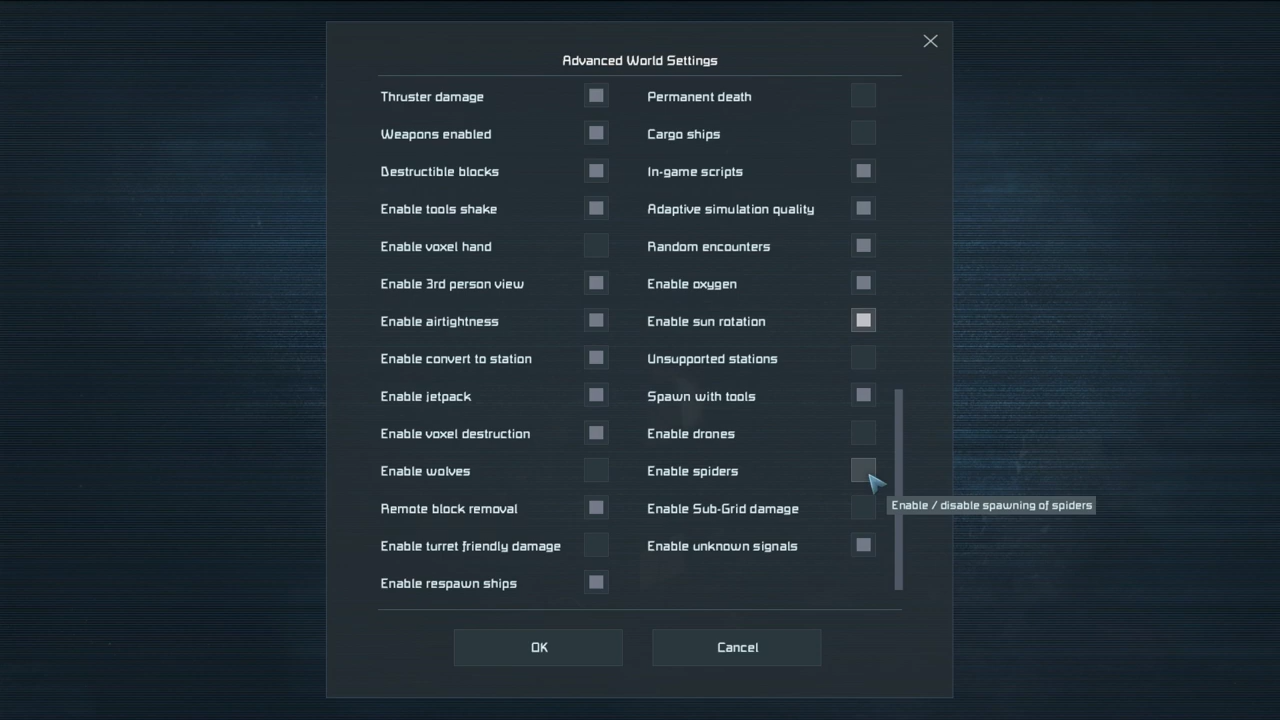 Advanced World Settings
Thruster damage Permanent death
Weapons enabled Cargo ships
Destructible blocks In-game scripts
Enable tools shake Adaptive simulation quality
Enable voxel hand Random encounters
Enable 3rd person view Enable oxygen
Enable airtightness Enable sun rotation
Enable convert to station Unsupported stations
Enable jetpack Spawn with tools
Enable voxel destruction Enable drones
Enable wolves Enable spiders
Remote block removal Enable Sub-Grid damage
Enable / disable spawning of spiders
Enable turret friendly damage Enable unknown signals
Enable respawn ships
OK Cancel